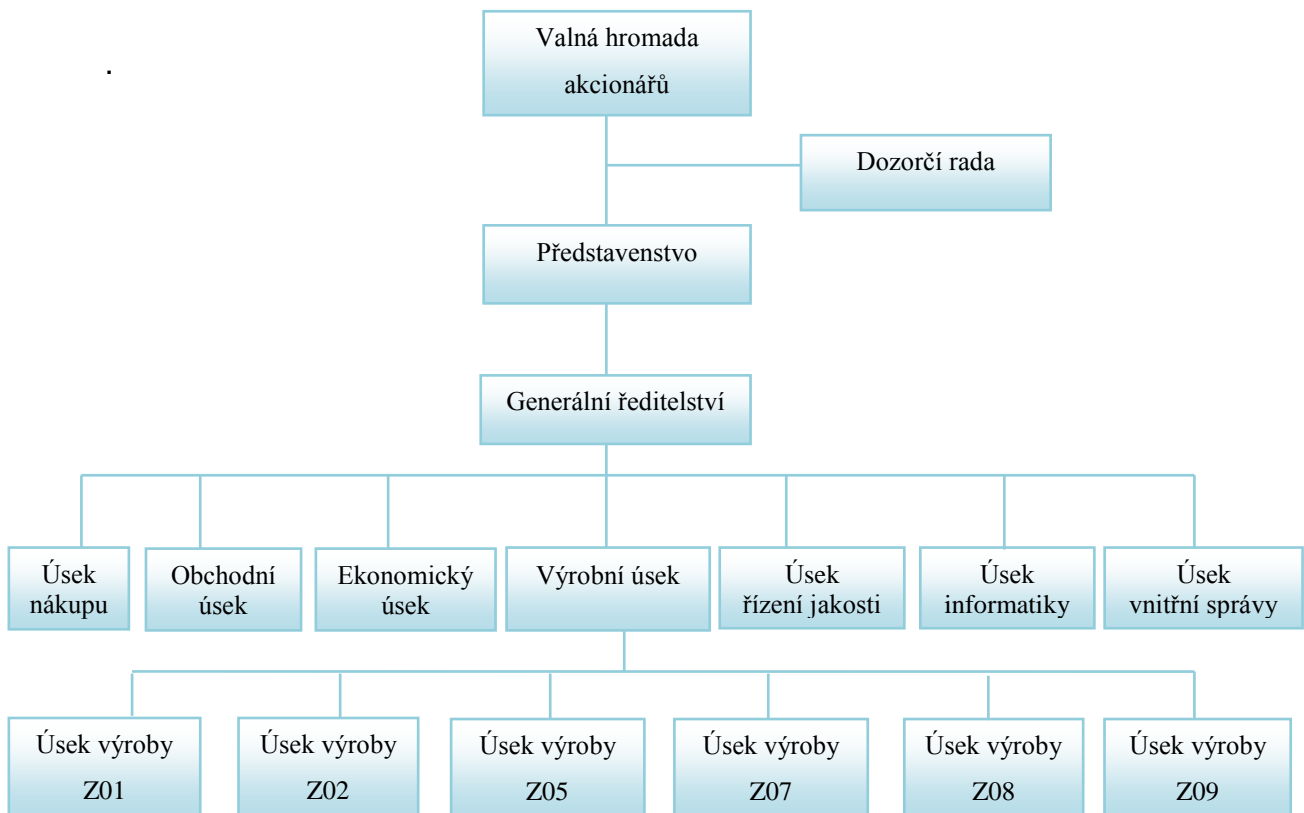 Valná hromada
akcionářů
.
Dozorčí rada
Představenstvo
Generální ředitelství
Úsek
nákupu
Obchodní
úsek
Ekonomický
úsek
Výrobní úsek
Úsek
řízení jakosti
Úsek
informatiky
Úsek
vnitřní správy
Úsek výroby
Z01
Úsek výroby
Z02
Úsek výroby
Z05
Úsek výroby
Z07
Úsek výroby
Z08
Úsek výroby
Z09